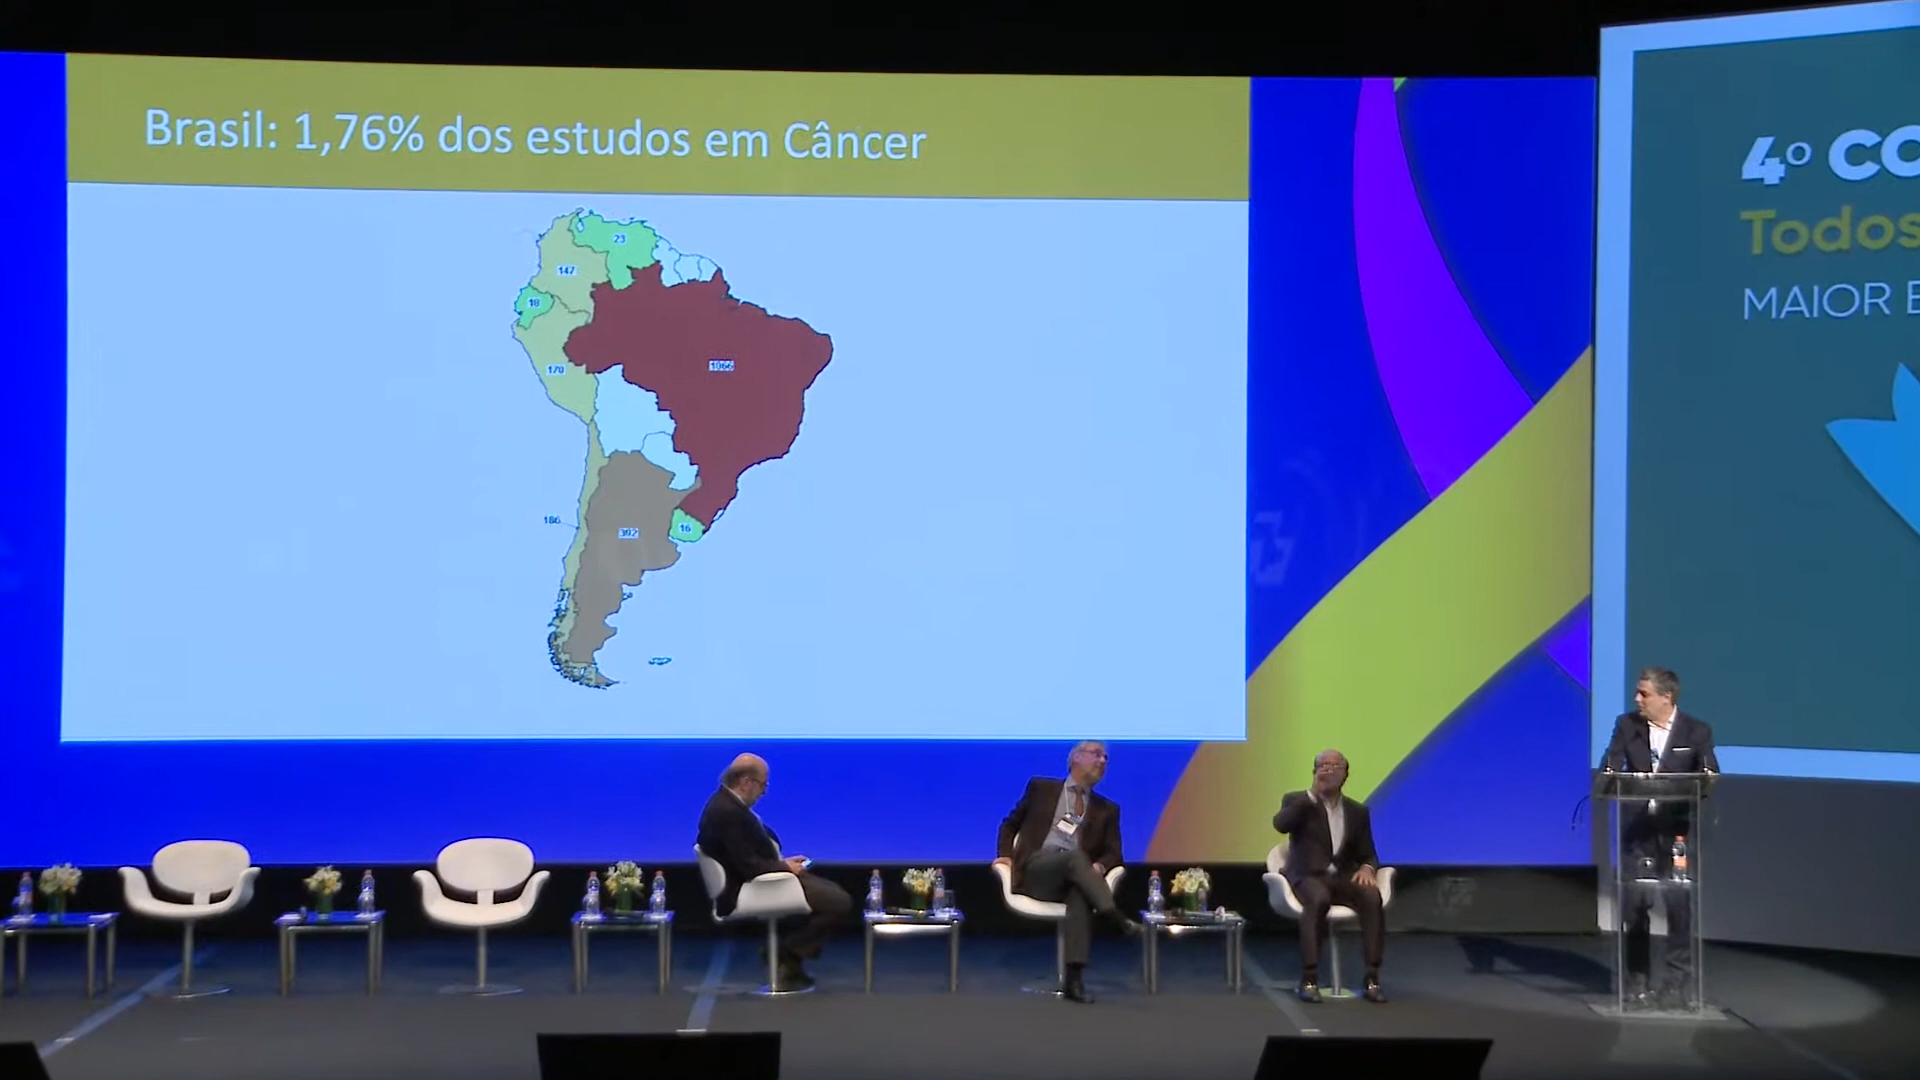 Brasil: 1,76% dos estudos em Câncer
23
147
18
170
1066
186
392
16
4º CO
Todos
MAIOR E